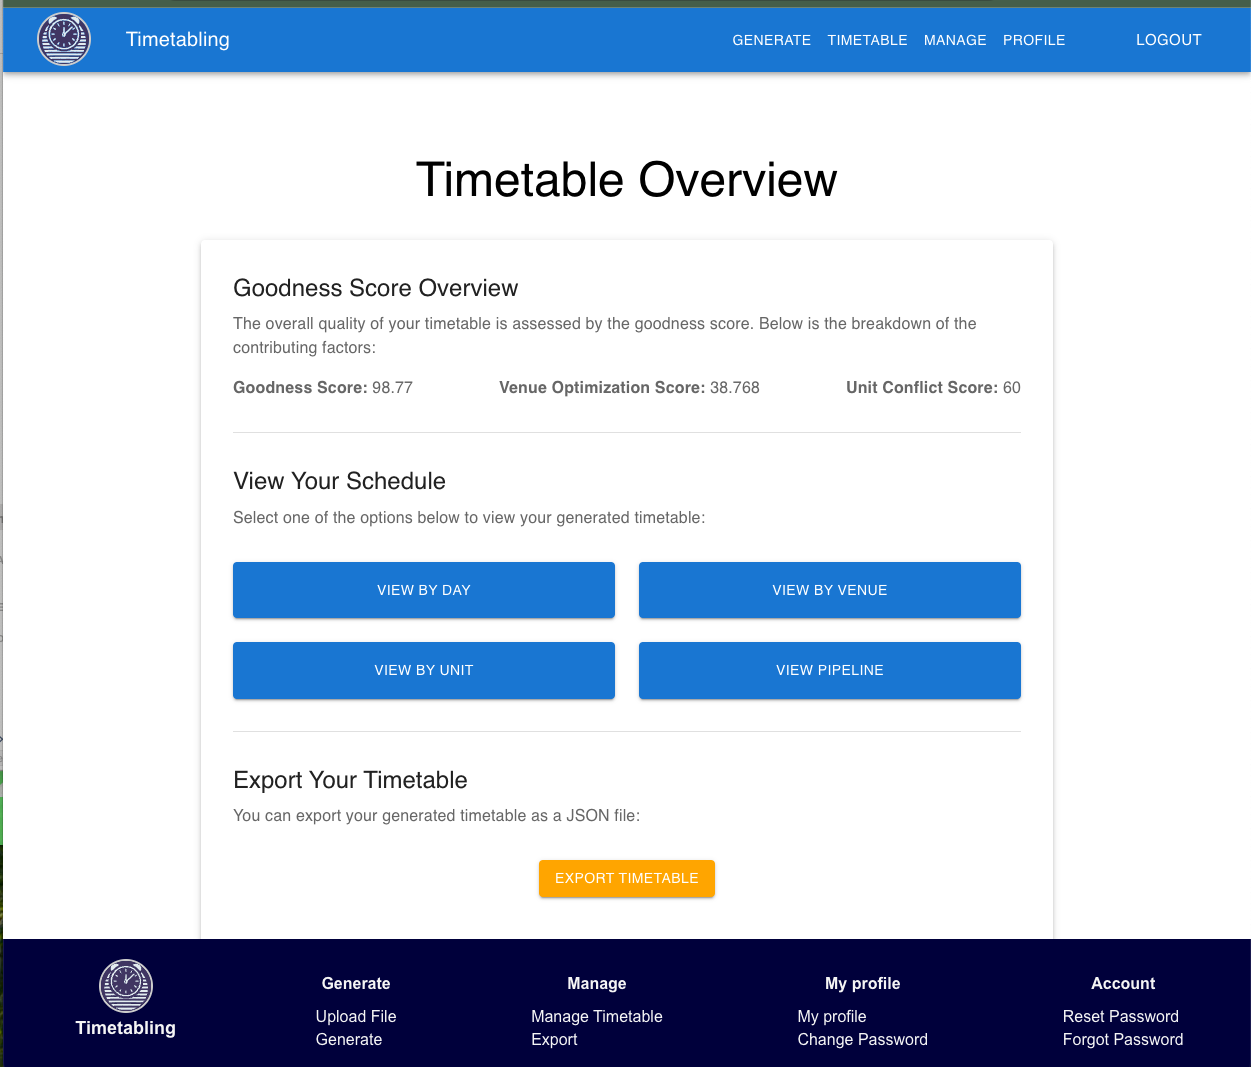 Timetabling
GENERATE TIMETABLE MANAGE PROFILE LOGOUT
Timetable Overview
Goodness Score Overview
The overall quality of your timetable is assessed by the goodness score. Below is the breakdown of the
contributing factors:
Goodness Score: 98.77 Venue Optimization Score: 38.768 Unit Conflict Score: 60
View Your Schedule
Select one of the options below to view your generated timetable:
VIEW BY DAY VIEW BY VENUE
VIEW BY UNIT VIEW PIPELINE
Export Your Timetable
You can export your generated timetable as a JSON file:
EXPORT TIMETABLE
Timetabling
Generate
Upload File
Generate
Manage
Manage Timetable
Export
My profile
My profile
Change Password
Account
Reset Password
Forgot Password